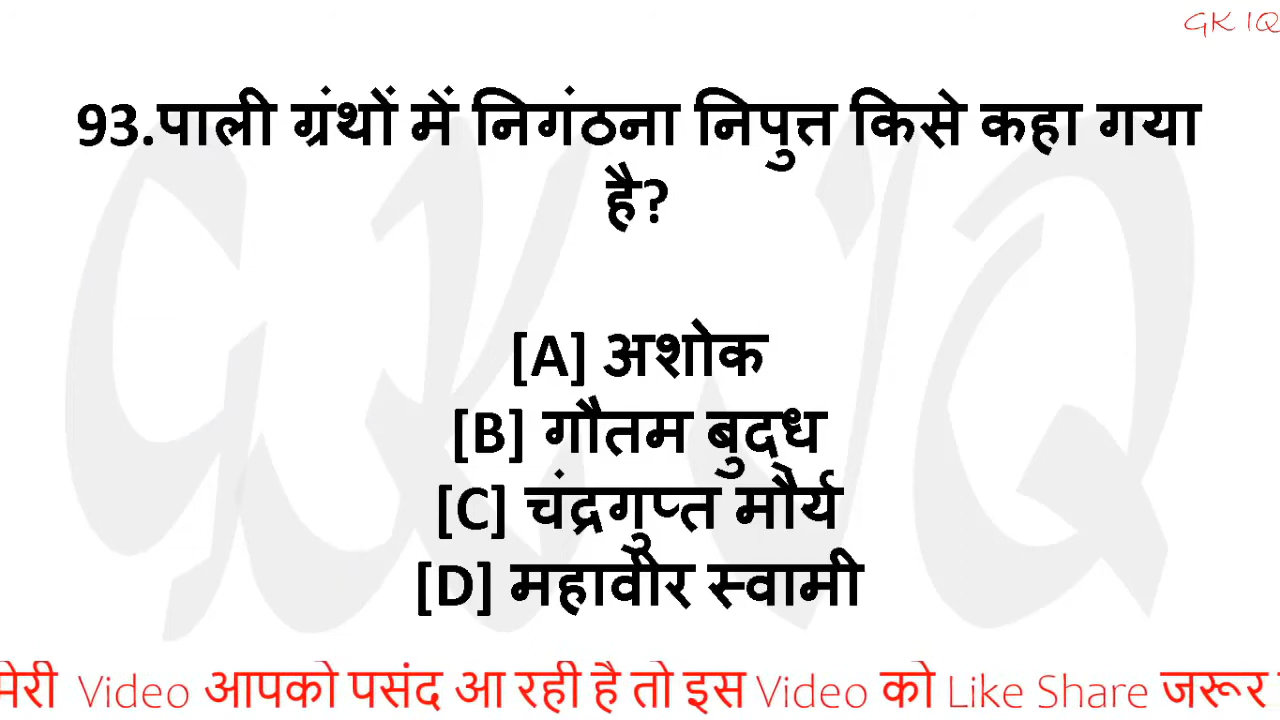 GK IQ
93.पाली ग्रंथों में निगंठना निपुत्त किसे कहा गया
है?
[A] अशोक
[B] गौतम बुद्ध
[C] चंद्रगुप्त मौर्य
[D] महावीर स्वामी
मेरी Video आपको पसंद आ रही है तो इस Video को Like Share जरूर